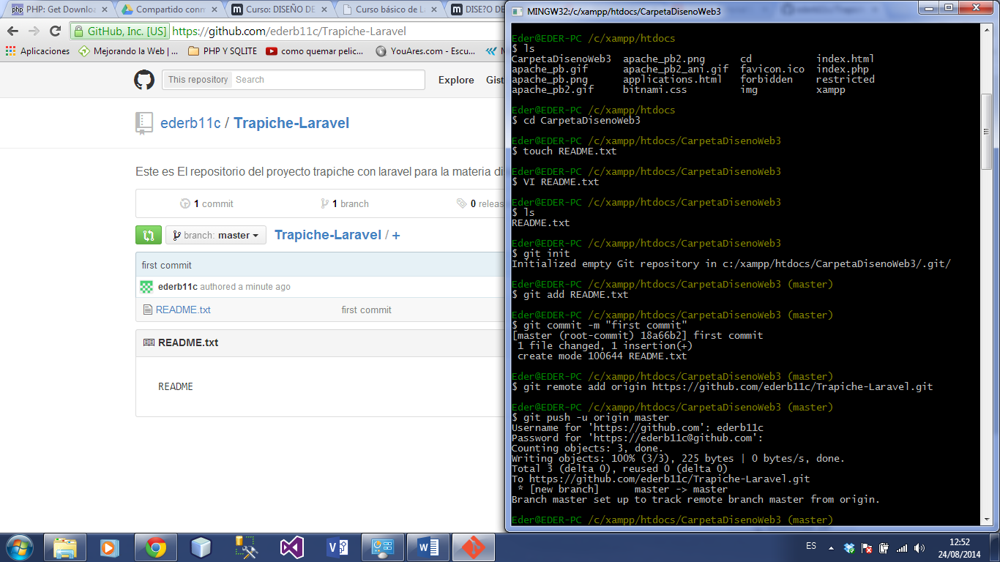 PHP: Get Downloa
Compartido conm
Curso: DISEÑO DE
Curso básico de La
DISE?O DE
GitHub, Inc. [US] https://github.com/ederb11c/Trapiche-Laravel
Aplicaciones
Mejorando la Web | ...
PHP Y SQLITE
como quemar pelic...
YouAres.com - Escu...
This repository
Search
Explore
Gist
ederb11c / Trapiche-Laravel
Este es El repositorio del proyecto trapiche con laravel para la materia di
1 commit
1 branch
0 releas
branch: master
Trapiche-Laravel / +
first commit
ederb11c authored a minute ago
README.txt
first commit
README.txt
README
MINGW32:/c/xampp/htdocs/CarpetaDisenoWeb3
Eder@EDER-PC /c/xampp/htdocs
$ ls
CarpetaDisenoWeb3 apache_pb2.png cd index.html
apache_pb.gif apache_pb2_ani.gif favicon.ico index.php
apache_pb.png applications.html forbidden restricted
apache_pb2.gif bitnami.css img xampp
Eder@EDER-PC /c/xampp/htdocs
$ cd CarpetaDisenoWeb3
Eder@EDER-PC /c/xampp/htdocs/CarpetaDisenoWeb3
$ touch README.txt
Eder@EDER-PC /c/xampp/htdocs/CarpetaDisenoWeb3
$ VI README.txt
Eder@EDER-PC /c/xampp/htdocs/CarpetaDisenoWeb3
$ ls
README.txt
Eder@EDER-PC /c/xampp/htdocs/CarpetaDisenoWeb3
$ git init
Initialized empty Git repository in c:/xampp/htdocs/CarpetaDisenoWeb3/.git/
Eder@EDER-PC /c/xampp/htdocs/CarpetaDisenoWeb3 (master)
$ git add README.txt
Eder@EDER-PC /c/xampp/htdocs/CarpetaDisenoWeb3 (master)
$ git commit -m "first commit"
[master (root-commit) 18a66b2] first commit
1 file changed, 1 insertion(+)
create mode 100644 README.txt
Eder@EDER-PC /c/xampp/htdocs/CarpetaDisenoWeb3 (master)
$ git remote add origin https://github.com/ederb11c/Trapiche-Laravel.git
Eder@EDER-PC /c/xampp/htdocs/CarpetaDisenoWeb3 (master)
$ git push -u origin master
Username for 'https://github.com': ederb11c
Password for 'https://ederb11c@github.com':
Counting objects: 3, done.
Writing objects: 100% (3/3), 225 bytes | 0 bytes/s, done.
Total 3 (delta 0), reused 0 (delta 0)
To https://github.com/ederb11c/Trapiche-Laravel.git
* [new branch] master -> master
Branch master set up to track remote branch master from origin.
Eder@EDER-PC /c/xampp/htdocs/CarpetaDisenoWeb3 (master)
ES
12:52
24/08/2014